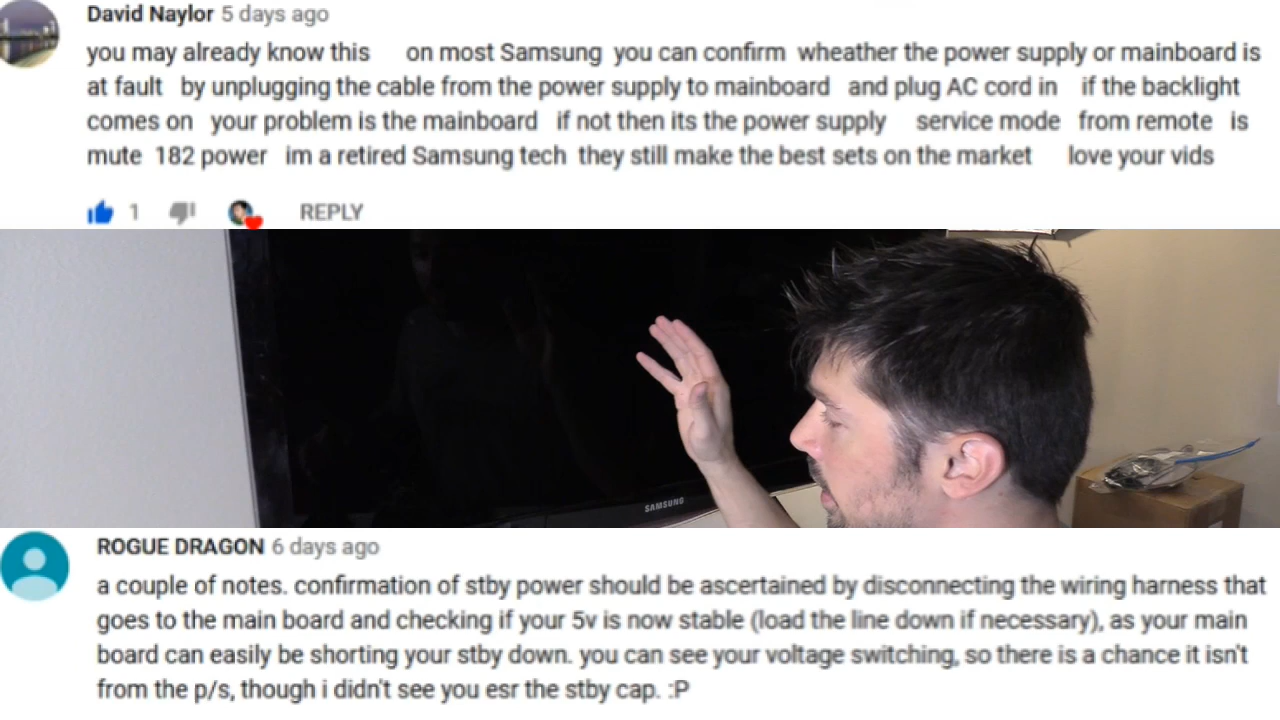 David Naylor 5 days ago
you may already know this on most Samsung you can confirm wheather the power supply or mainboard is
at fault by unplugging the cable from the power supply to mainboard and plug AC cord in if the backlight
comes on your problem is the mainboard if not then its the power supply service mode from remote is
mute 182 power im a retired Samsung tech they still make the best sets on the market love your vids
1 REPLY
SAMSUNG
ROGUE DRAGON 6 days ago
a couple of notes. confirmation of stby power should be ascertained by disconnecting the wiring harness that
goes to the main board and checking if your 5v is now stable (load the line down if necessary), as your main
board can easily be shorting your stby down. you can see your voltage switching, so there is a chance it isn't
from the p/s, though i didn't see you esr the stby cap. :P